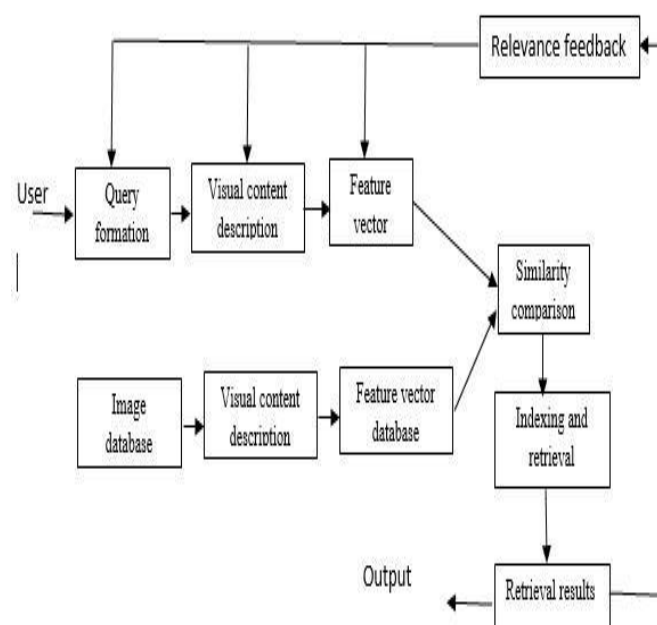 Relevance feedback
User
Query
formation
Visual content
description
Feature
vector
Similarity
comparison
Image
database
Visual content
description
Feature vector
database
Indexing and
retrieval
Output
Retrieval results